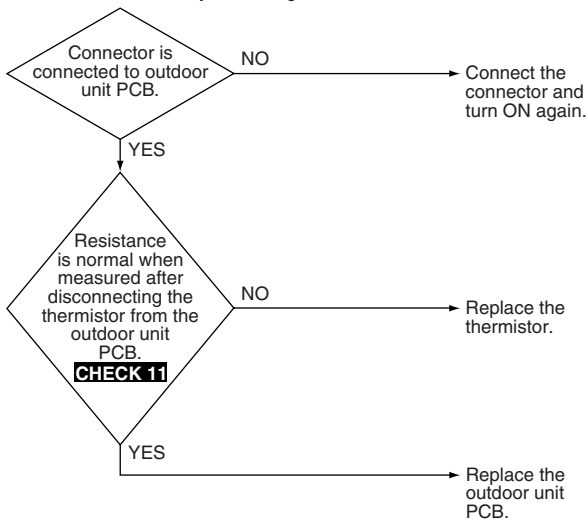 Connector is
connected to outdoor
unit PCB.
NO
Connect the
connector and
turn ON again.
YES
Resistance
is normal when
measured after
disconnecting the
thermistor from the
outdoor unit
PCB.
CHECK 11
NO
Replace the
thermistor.
YES
Replace the
outdoor unit
PCB.